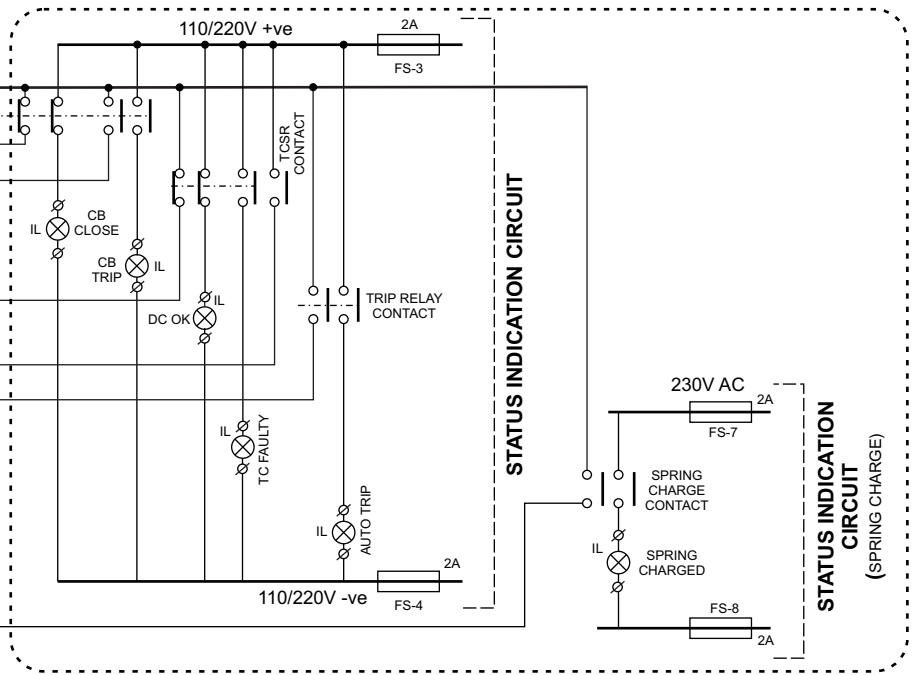 110/220V +ve
2A
FS-3
TCSR
CONTACT
IL
CB
CLOSE
CB
TRIP
IL
IL
DC OK
TRIP RELAY
CONTACT
IL
TC FAULTY
IL
AUTO TRIP
110/220V -ve
2A
FS-4
STATUS INDICATION CIRCUIT
230V AC
2A
FS-7
SPRING
CHARGE
CONTACT
IL
SPRING
CHARGED
FS-8
2A
STATUS INDICATION
CIRCUIT
(SPRING CHARGE)